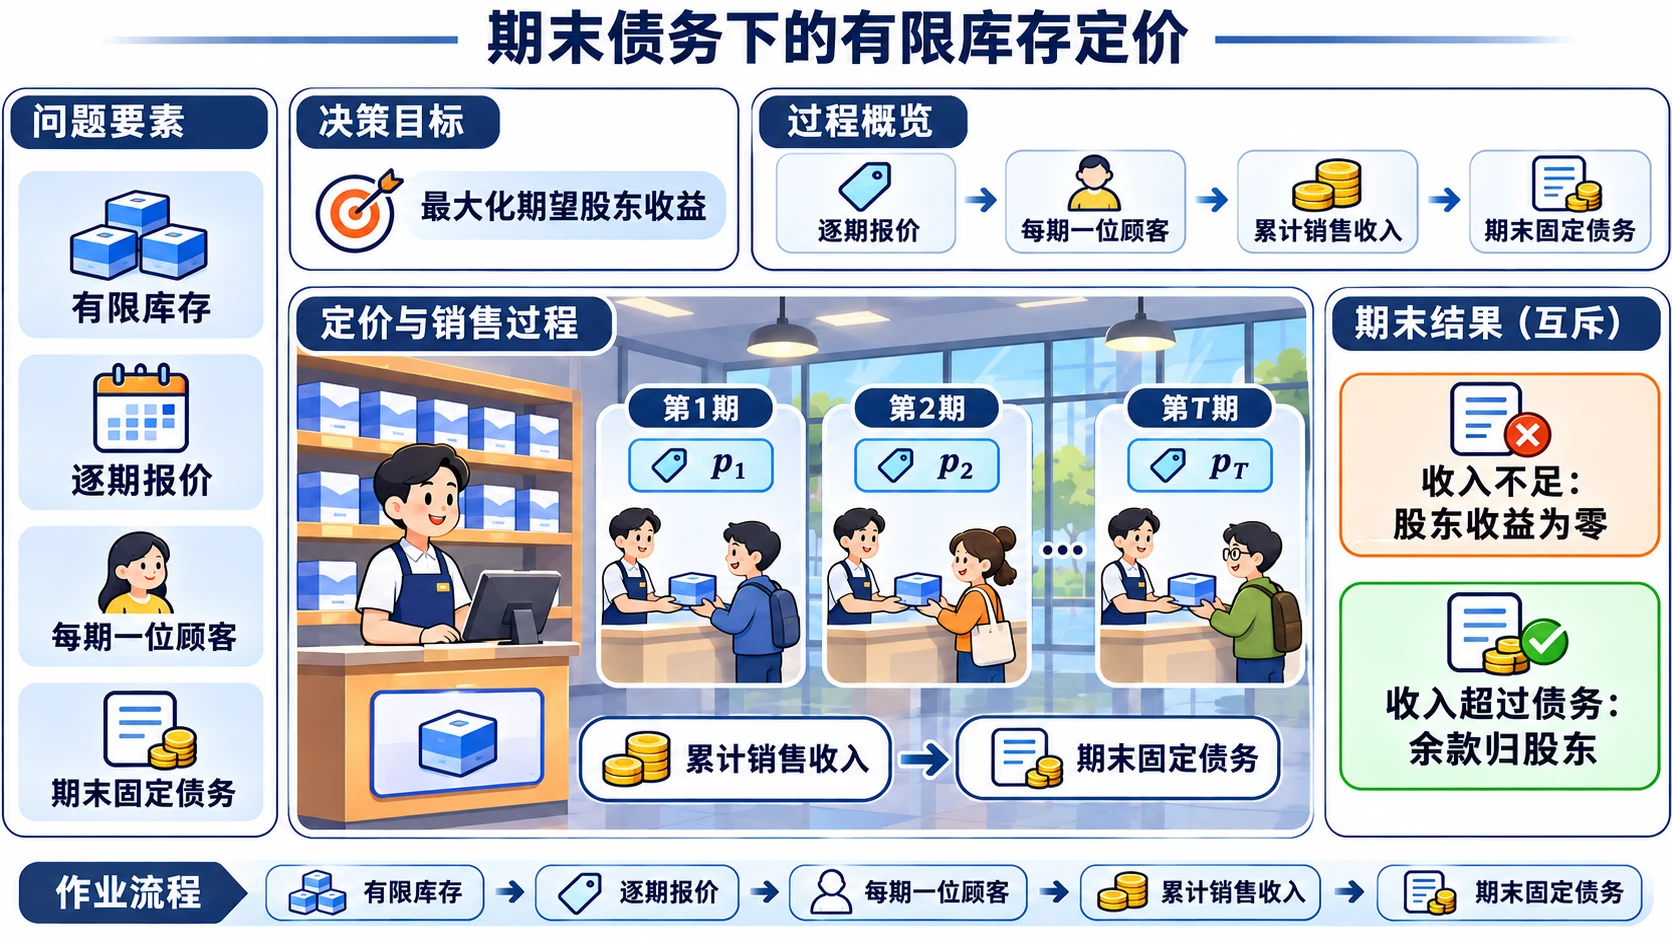 期末债务下的有限库存定价
问题要素
有限库存
逐期报价
每期一位顾客
期末固定债务
决策目标
最大化期望股东收益
过程概览
逐期报价
每期一位顾客
累计销售收入
期末固定债务
定价与销售过程
第1期
p1
第2期
p2
...
第T期
pT
累计销售收入
期末固定债务
期末结果（互斥）
收入不足：
股东收益为零
收入超过债务：
余款归股东
作业流程
有限库存
逐期报价
每期一位顾客
累计销售收入
期末固定债务